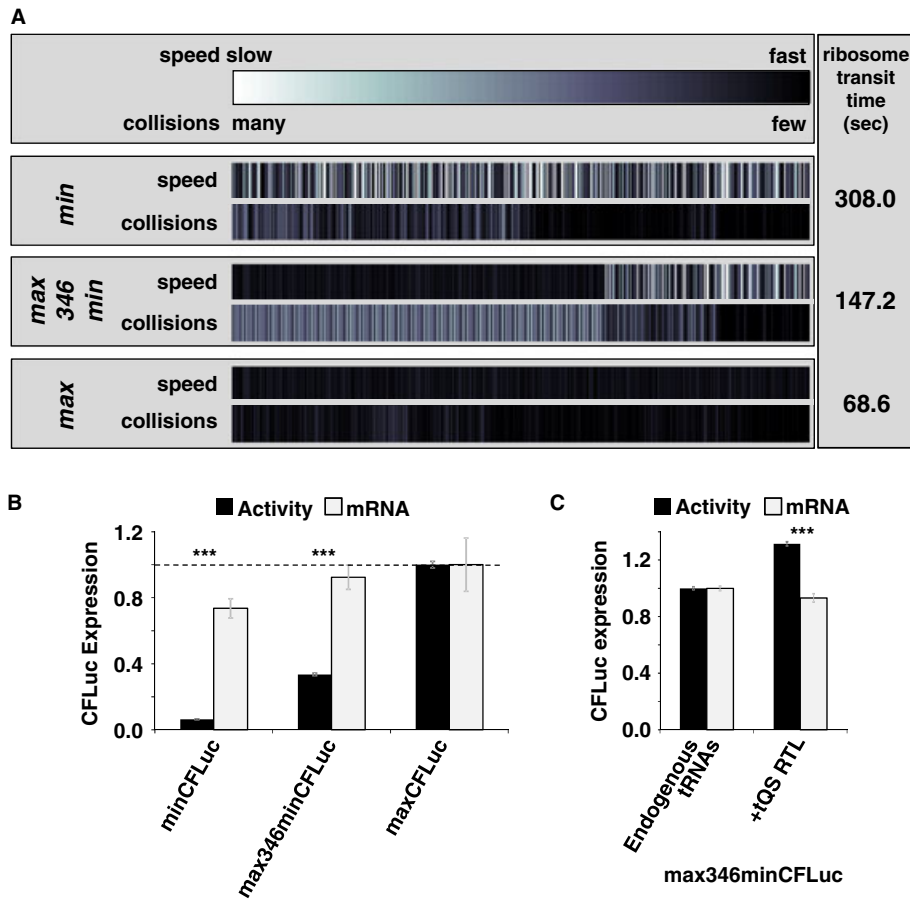 A
speed slow fast
collisions many few
ribosome
transit
time
(sec)
min
speed
collisions
308.0
max
346
min
speed
collisions
147.2
max
speed
collisions
68.6
B
Activity mRNA
CFLuc Expression
1.2
0.8
0.4
0.0
*** ***
minCFLuc
max346minCFLuc
maxCFLuc
C
Activity mRNA
CFLuc expression
1.2
0.8
0.4
0.0
***
Endogenous
tRNAs
+tQS RTL
max346minCFLuc